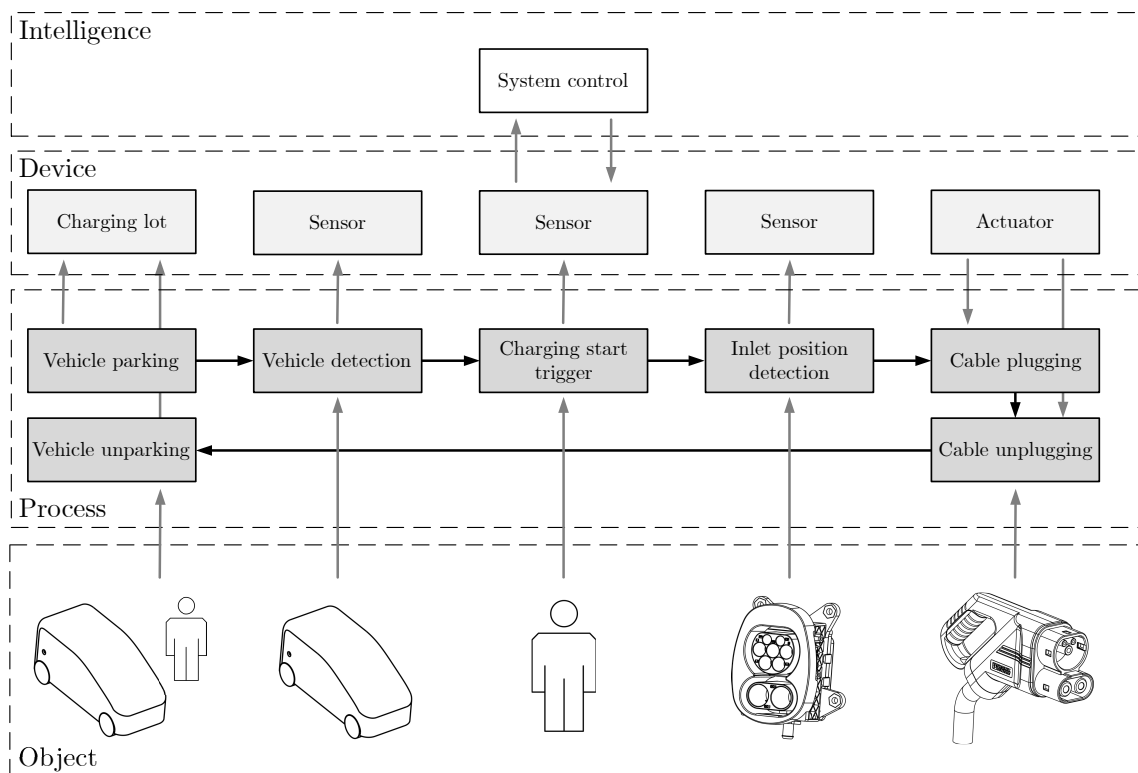 Intelligence
System control
Device
Charging lot
Sensor
Sensor
Sensor
Actuator
Vehicle parking
Vehicle detection
Charging start
trigger
Inlet position
detection
Cable plugging
Vehicle unparking
Cable unplugging
Process
Object